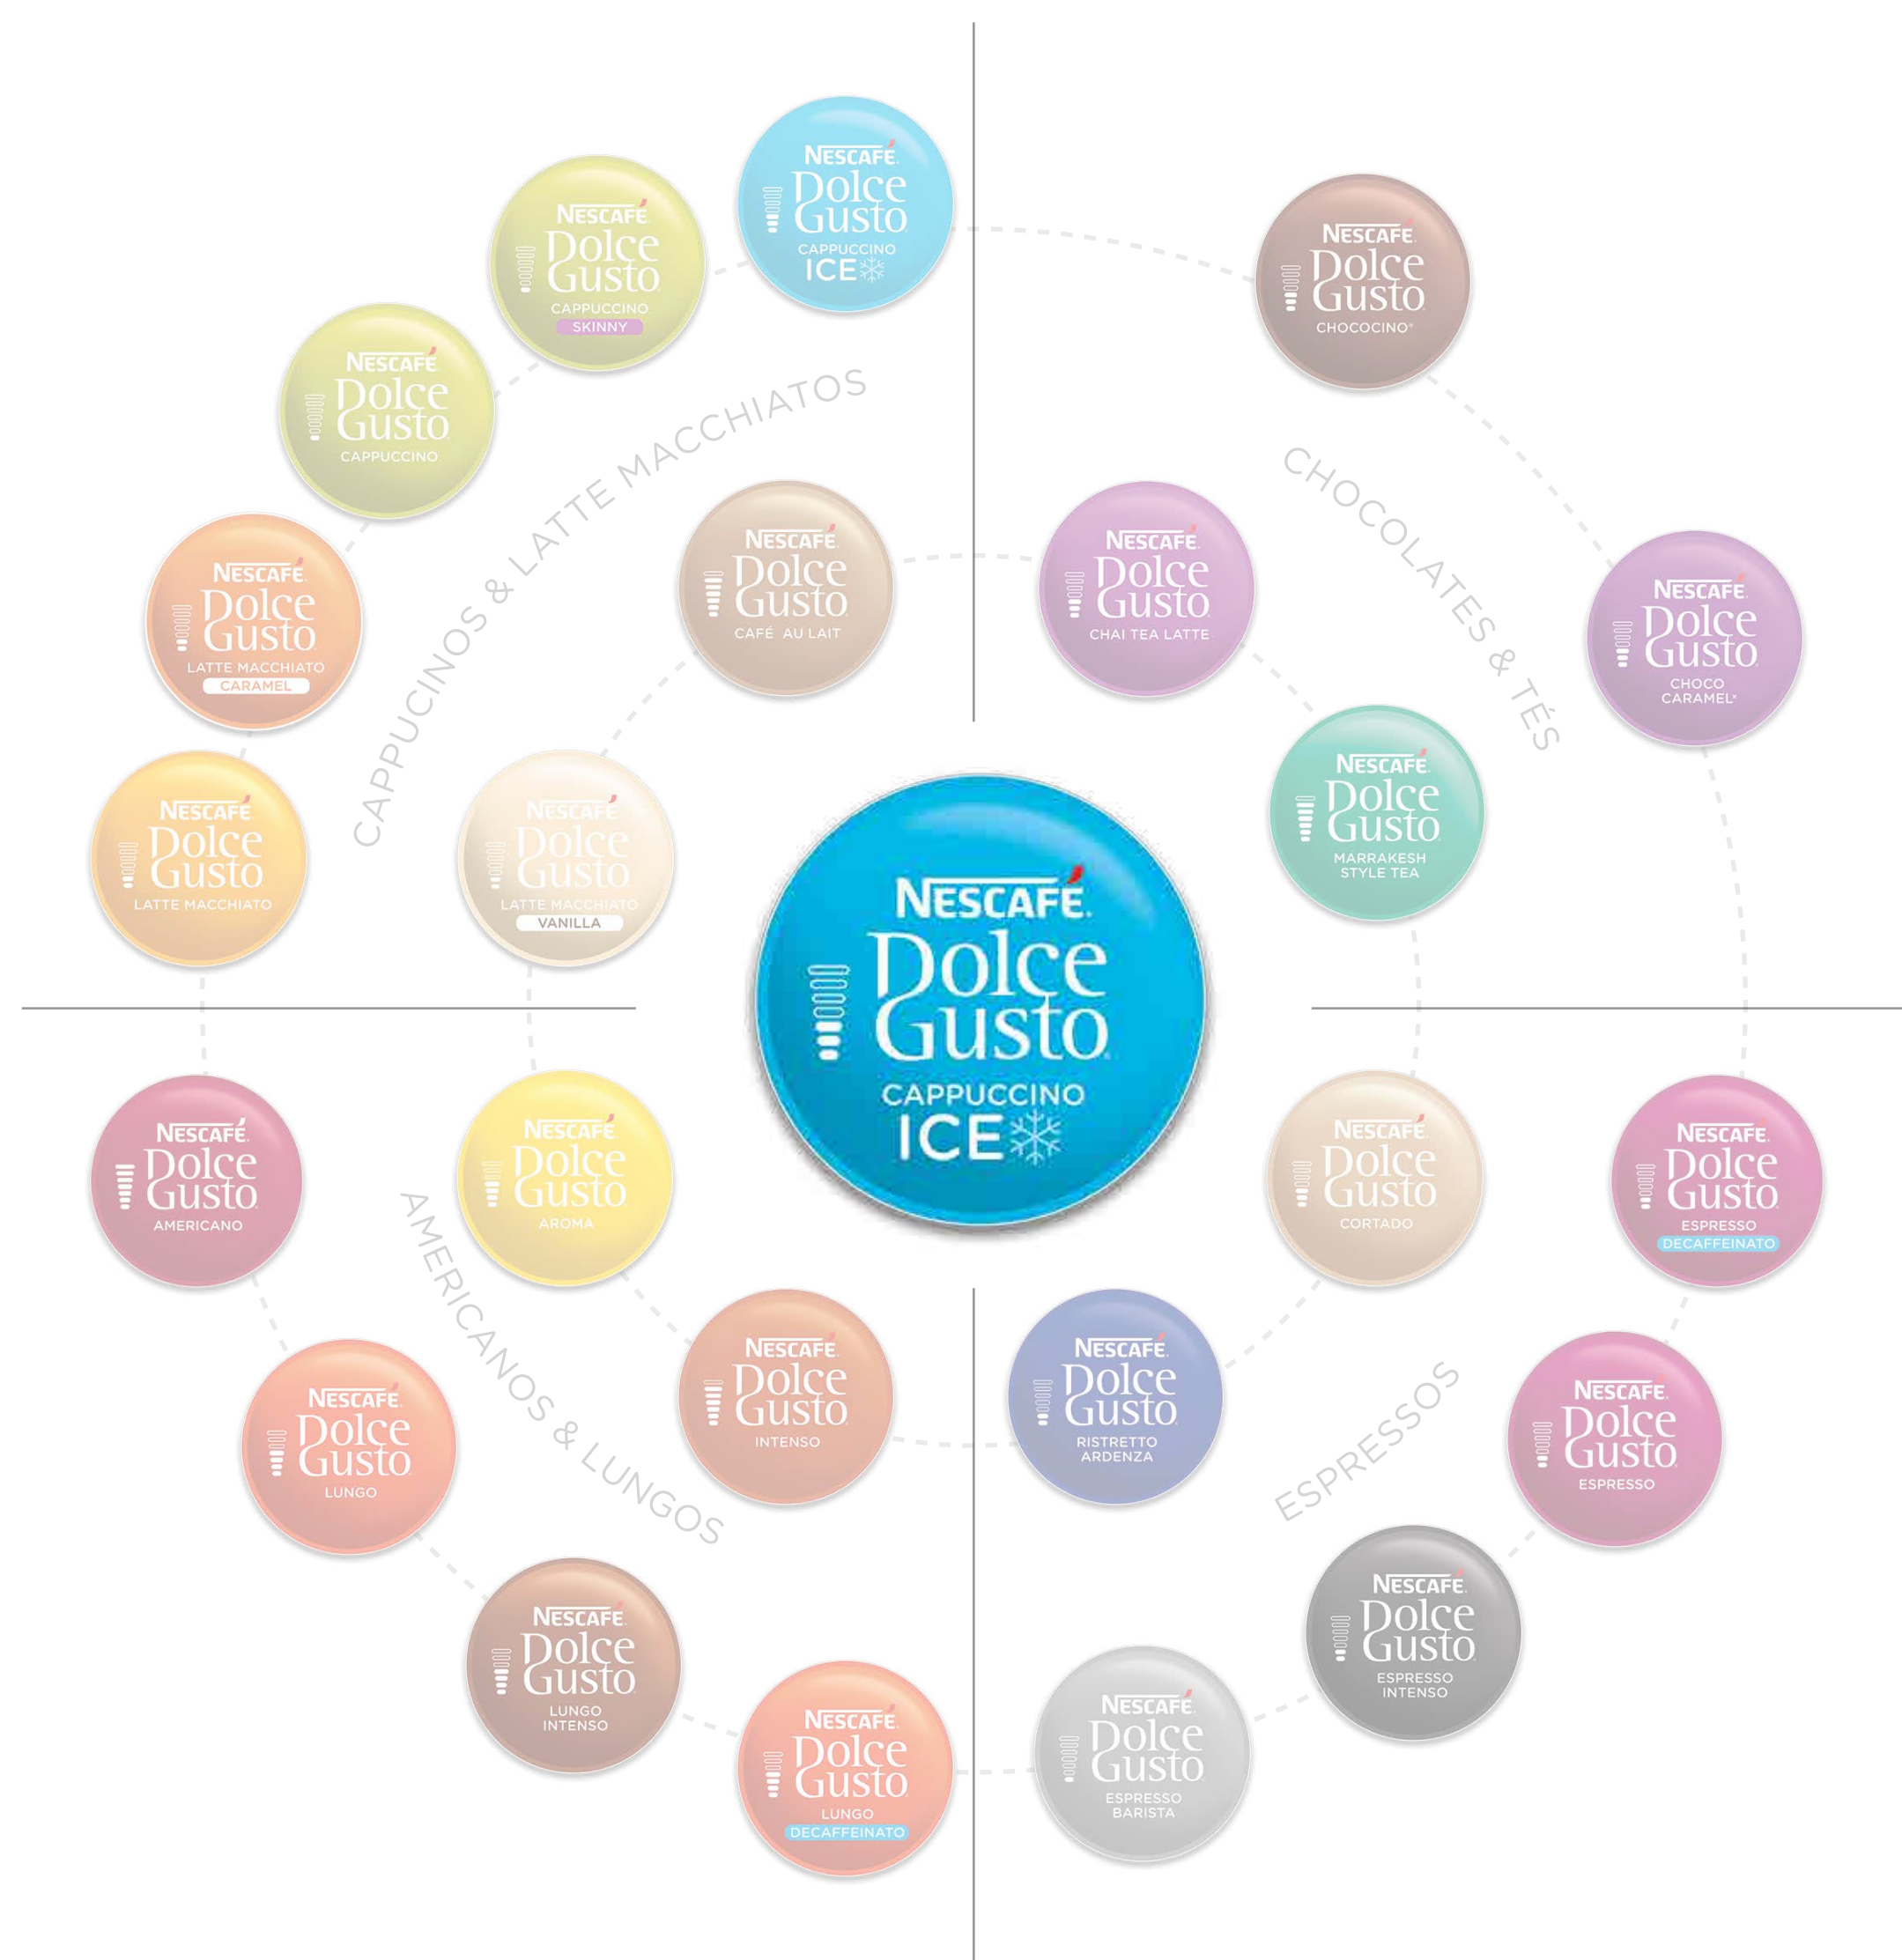 NESCAFÉ.
Dolce
Gusto
CAPPUCCINO
ICE
NESCAFÉ.
Dolce
Gusto
CAPPUCCINO
SKINNY
NESCAFÉ.
Dolce
Gusto
CAPPUCCINO
NESCAFÉ.
Dolce
Gusto
LATTE MACCHIATO
CARAMEL
NESCAFÉ.
Dolce
Gusto
LATTE MACCHIATO
CAPPUCINOS & LATTE MACCHIATOS
NESCAFÉ.
Dolce
Gusto
CAFÉ AU LAIT
NESCAFÉ.
Dolce
Gusto
LATTE MACCHIATO
VANILLA
NESCAFÉ.
Dolce
Gusto
CHOCOCINO®
NESCAFÉ.
Dolce
Gusto
CHOCO
CARAMEL*
CHOCOLATES & TÉS
NESCAFÉ.
Dolce
Gusto
CHAI TEA LATTE
NESCAFÉ.
Dolce
Gusto
MARRAKESH
STYLE TEA
NESCAFÉ.
Dolce
Gusto
CAPPUCCINO
ICE
NESCAFÉ.
Dolce
Gusto
AMERICANO
NESCAFÉ.
Dolce
Gusto
AROMA
AMERICANOS & LUNGOS
NESCAFÉ.
Dolce
Gusto
LUNGO
NESCAFÉ.
Dolce
Gusto
INTENSO
NESCAFÉ.
Dolce
Gusto
LUNGO
INTENSO
NESCAFÉ.
Dolce
Gusto
LUNGO
DECAFFEINATO
NESCAFÉ.
Dolce
Gusto
CORTADO
NESCAFÉ.
Dolce
Gusto
ESPRESSO
DECAFFEINATO
NESCAFÉ.
Dolce
Gusto
RISTRETTO
ARDENZA
ESPRESSOS
NESCAFÉ.
Dolce
Gusto
ESPRESSO
NESCAFÉ.
Dolce
Gusto
ESPRESSO
INTENSO
NESCAFÉ.
Dolce
Gusto
ESPRESSO
BARISTA